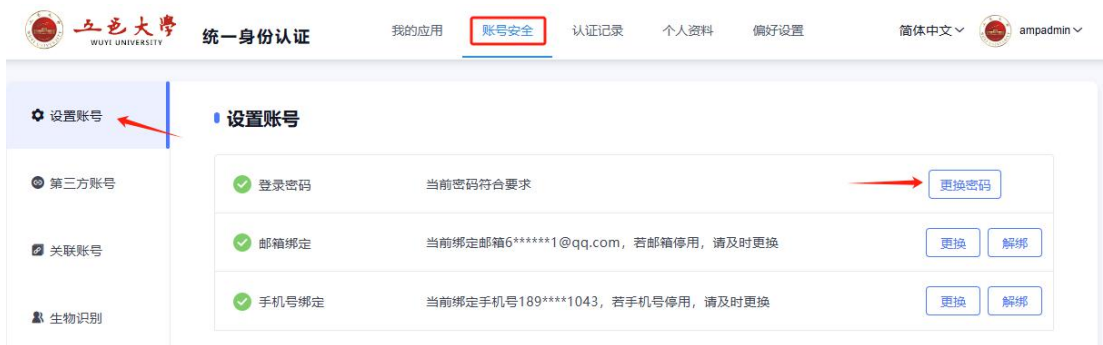 五邑大學
WUYI UNIVERSITY
统一身份认证
我的应用
账号安全
认证记录
个人资料
偏好设置
简体中文
ampadmin
设置账号
第三方账号
关联账号
生物识别
设置账号
登录密码
当前密码符合要求
更换密码
邮箱绑定
当前绑定邮箱6******1@qq.com，若邮箱停用，请及时更换
更换
解绑
手机号绑定
当前绑定手机号189****1043，若手机号停用，请及时更换
更换
解绑